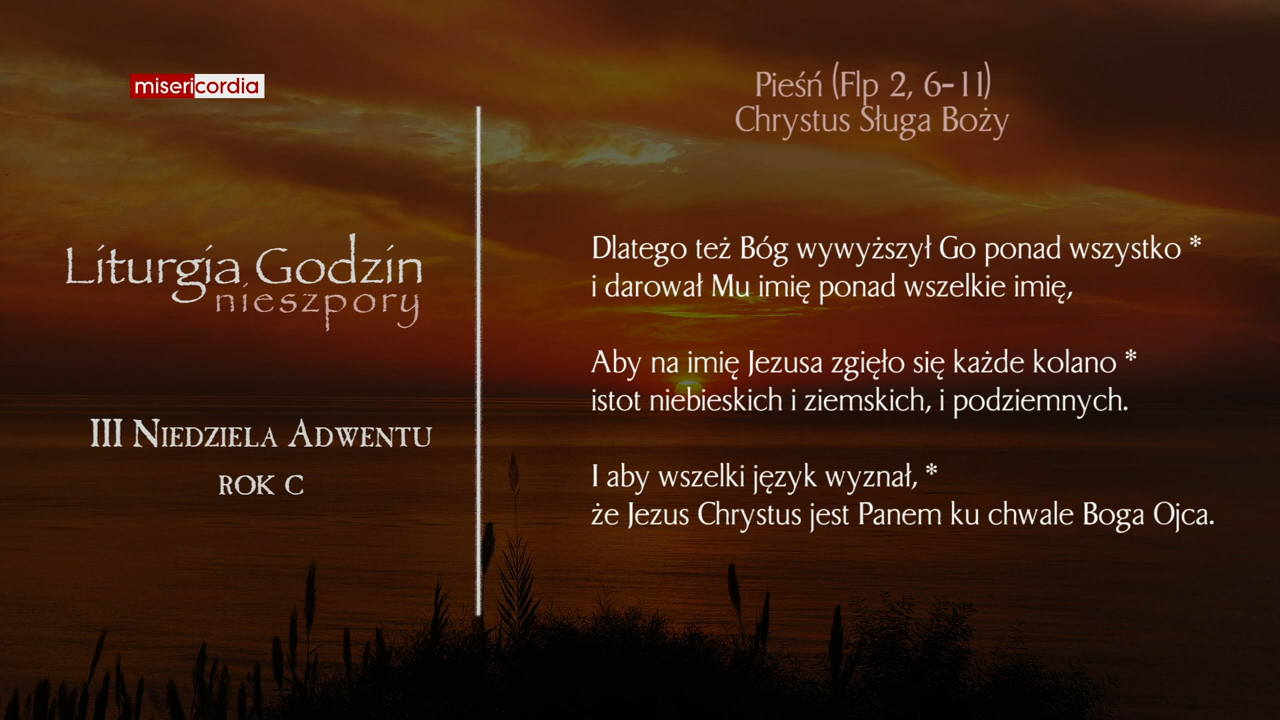 misericordia
Liturgia Godzin
nieszpory
III Niedziela Adwentu
rok C
Pieśń (Flp 2, 6-11)
Chrystus Sługa Boży
Dlatego też Bóg wywyższył Go ponad wszystko *
i darował Mu imię ponad wszelkie imię,
Aby na imię Jezusa zgięło się każde kolano *
istot niebieskich i ziemskich, i podziemnych.
I aby wszelki język wyznał, *
że Jezus Chrystus jest Panem ku chwale Boga Ojca.